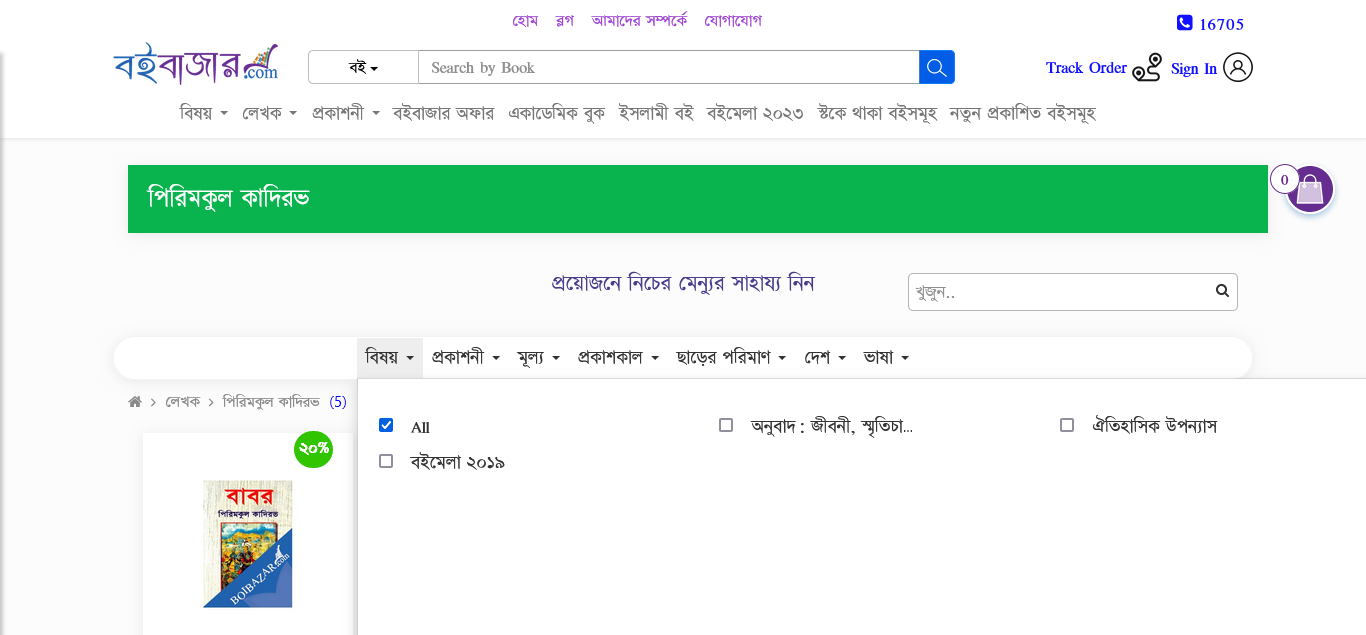 হোম ব্লগ আমাদের সম্পর্কে যোগাযোগ
16705
বইবাজার.com
বই Search by Book
Track Order Sign In
বিষয় লেখক প্রকাশনী বইবাজার অফার একাডেমিক বুক ইসলামী বই বইমেলা ২০২৩ স্টকে থাকা বইসমূহ নতুন প্রকাশিত বইসমূহ
পিরিমকুল কাদিরভ
0
প্রয়োজনে নিচের মেন্যুর সাহায্য নিন
খুজুন..
বিষয় প্রকাশনী মূল্য প্রকাশকাল ছাড়ের পরিমাণ দেশ ভাষা
লেখক পিরিমকুল কাদিরভ (5)
All অনুবাদ : জীবনী, স্মৃতিচা... ঐতিহাসিক উপন্যাস
বইমেলা ২০১৯
২০%
বাবর
পিরিমকুল কাদিরভ
BOIBAZAR.com